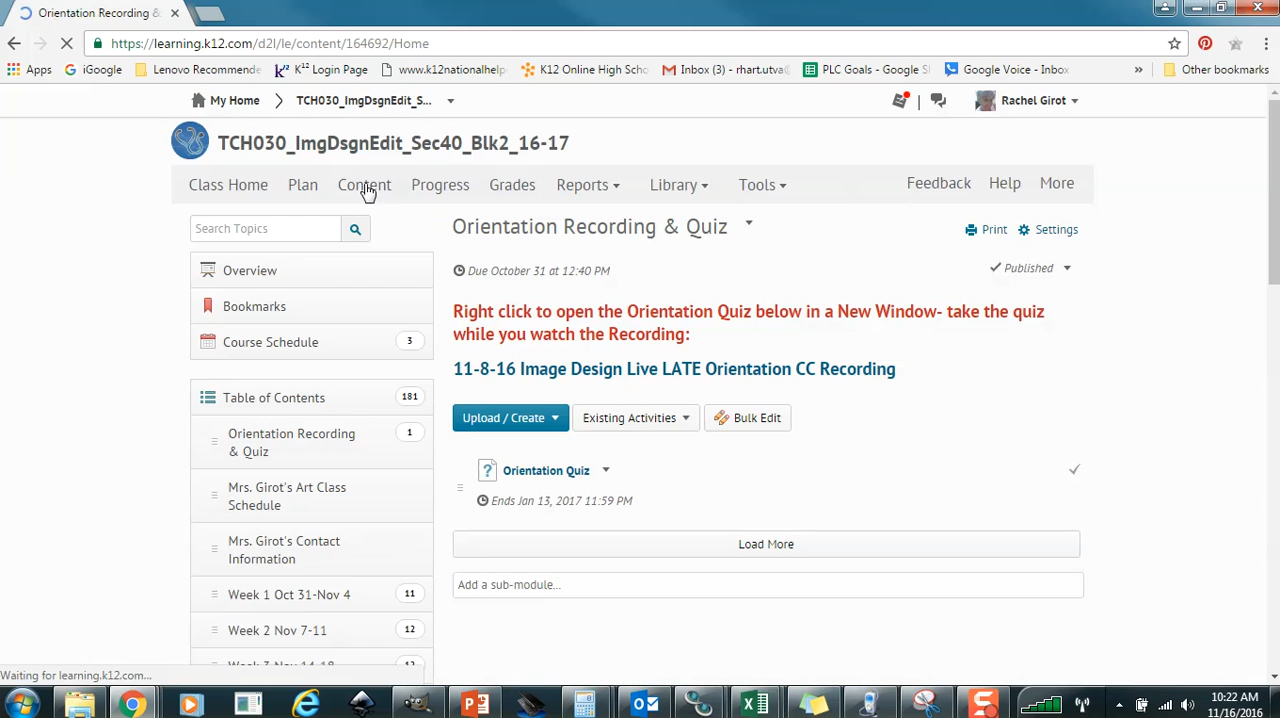 Orientation Recording &
https://learning.k12.com/d2l/le/content/164692/Home
Apps
iGoogle
Lenovo Recommende
K¹² Login Page
www.k12nationalhelp
K12 Online High Scho
Inbox (3) - rhart.utva
PLC Goals - Google S
Google Voice - Inbox
»
Other bookmarks
My Home
TCH030_ImgDsgnEdit_S...
Rachel Girot
TCH030_ImgDsgnEdit_Sec40_Blk2_16-17
Class Home Plan Content Progress Grades Reports Library Tools Feedback Help More
Search Topics
Orientation Recording & Quiz
Print Settings
Overview
Due October 31 at 12:40 PM
Published
Bookmarks
Right click to open the Orientation Quiz below in a New Window- take the quiz
while you watch the Recording:
Course Schedule 3
11-8-16 Image Design Live LATE Orientation CC Recording
Table of Contents 181
Upload / Create Existing Activities Bulk Edit
Orientation Recording
& Quiz
1
Orientation Quiz
Ends Jan 13, 2017 11:59 PM
Mrs. Girot's Art Class
Schedule
Load More
Mrs. Girot's Contact
Information
Add a sub-module...
Week 1 Oct 31-Nov 4 11
Week 2 Nov 7-11 12
Week 3 Nov 14-18 12
Waiting for learning.k12.com...
10:22 AM
11/16/2016